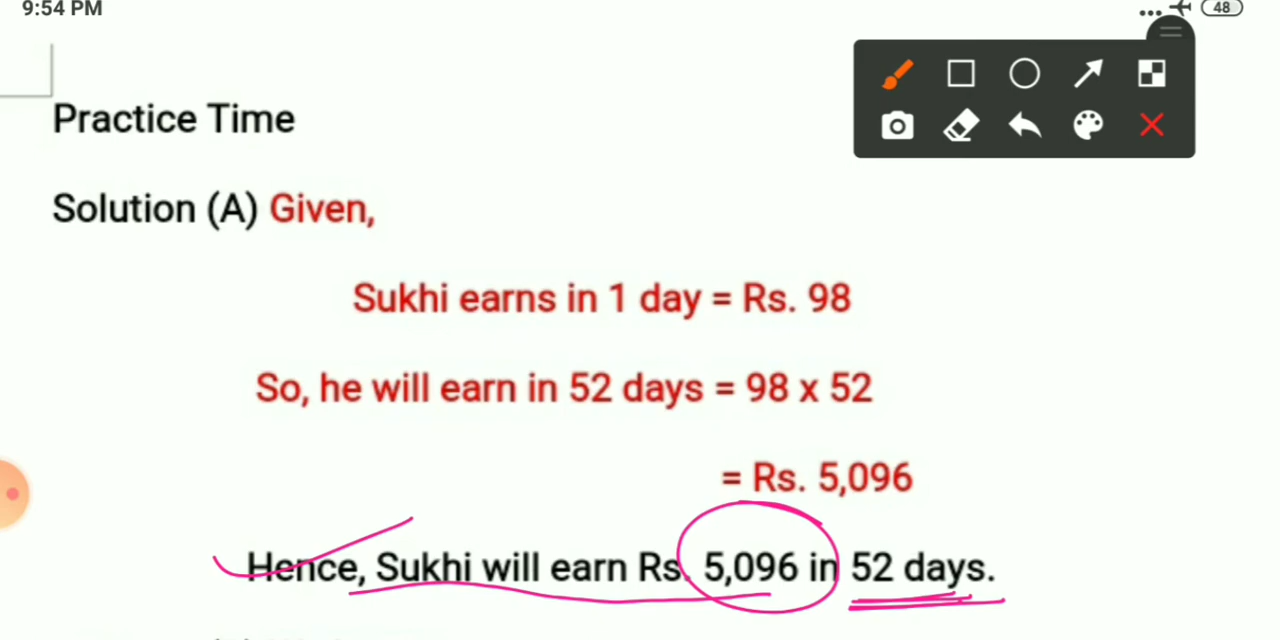 9:54 PM
48
Practice Time
Solution (A) Given,
Sukhi earns in 1 day = Rs. 98
So, he will earn in 52 days = 98 x 52
= Rs. 5,096
Hence, Sukhi will earn Rs. 5,096 in 52 days.